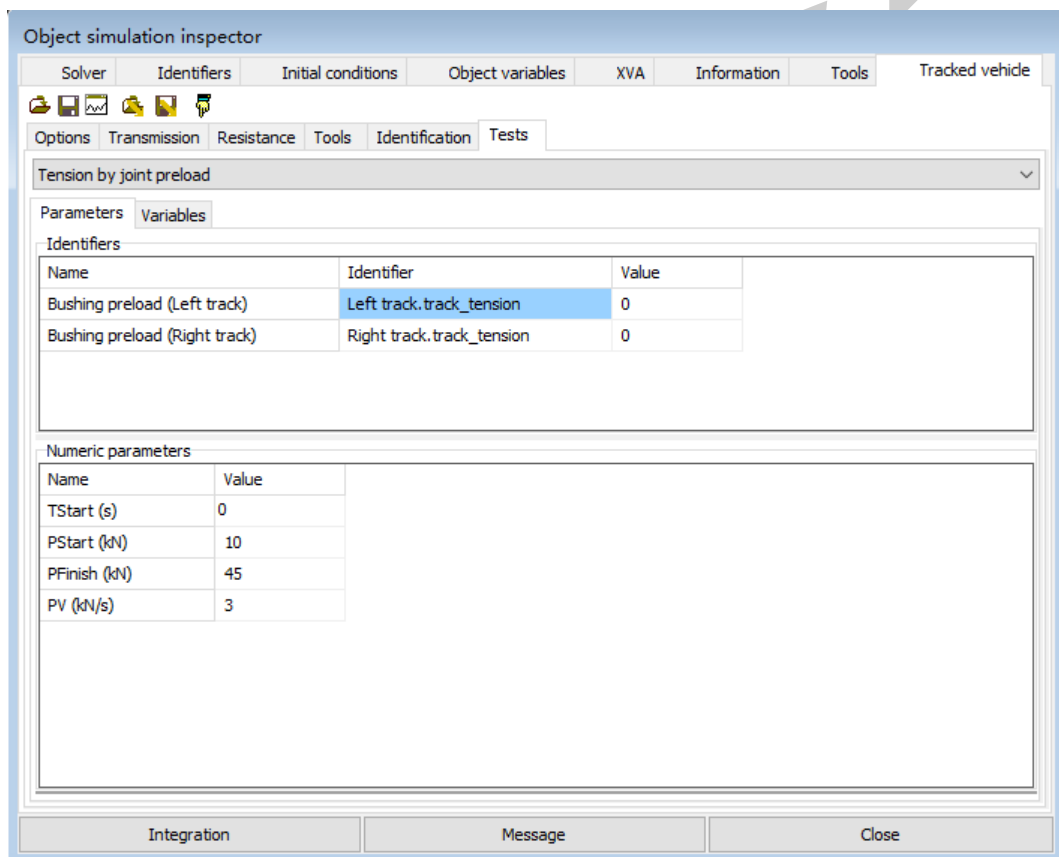 Object simulation inspector
Solver Identifiers Initial conditions Object variables XVA Information Tools Tracked vehicle
Options Transmission Resistance Tools Identification Tests
Tension by joint preload
Parameters Variables
Identifiers
Name Identifier Value
Bushing preload (Left track) Left track.track_tension 0
Bushing preload (Right track) Right track.track_tension 0
Numeric parameters
Name Value
TStart (s) 0
PStart (kN) 10
PFinish (kN) 45
PV (kN/s) 3
Integration Message Close